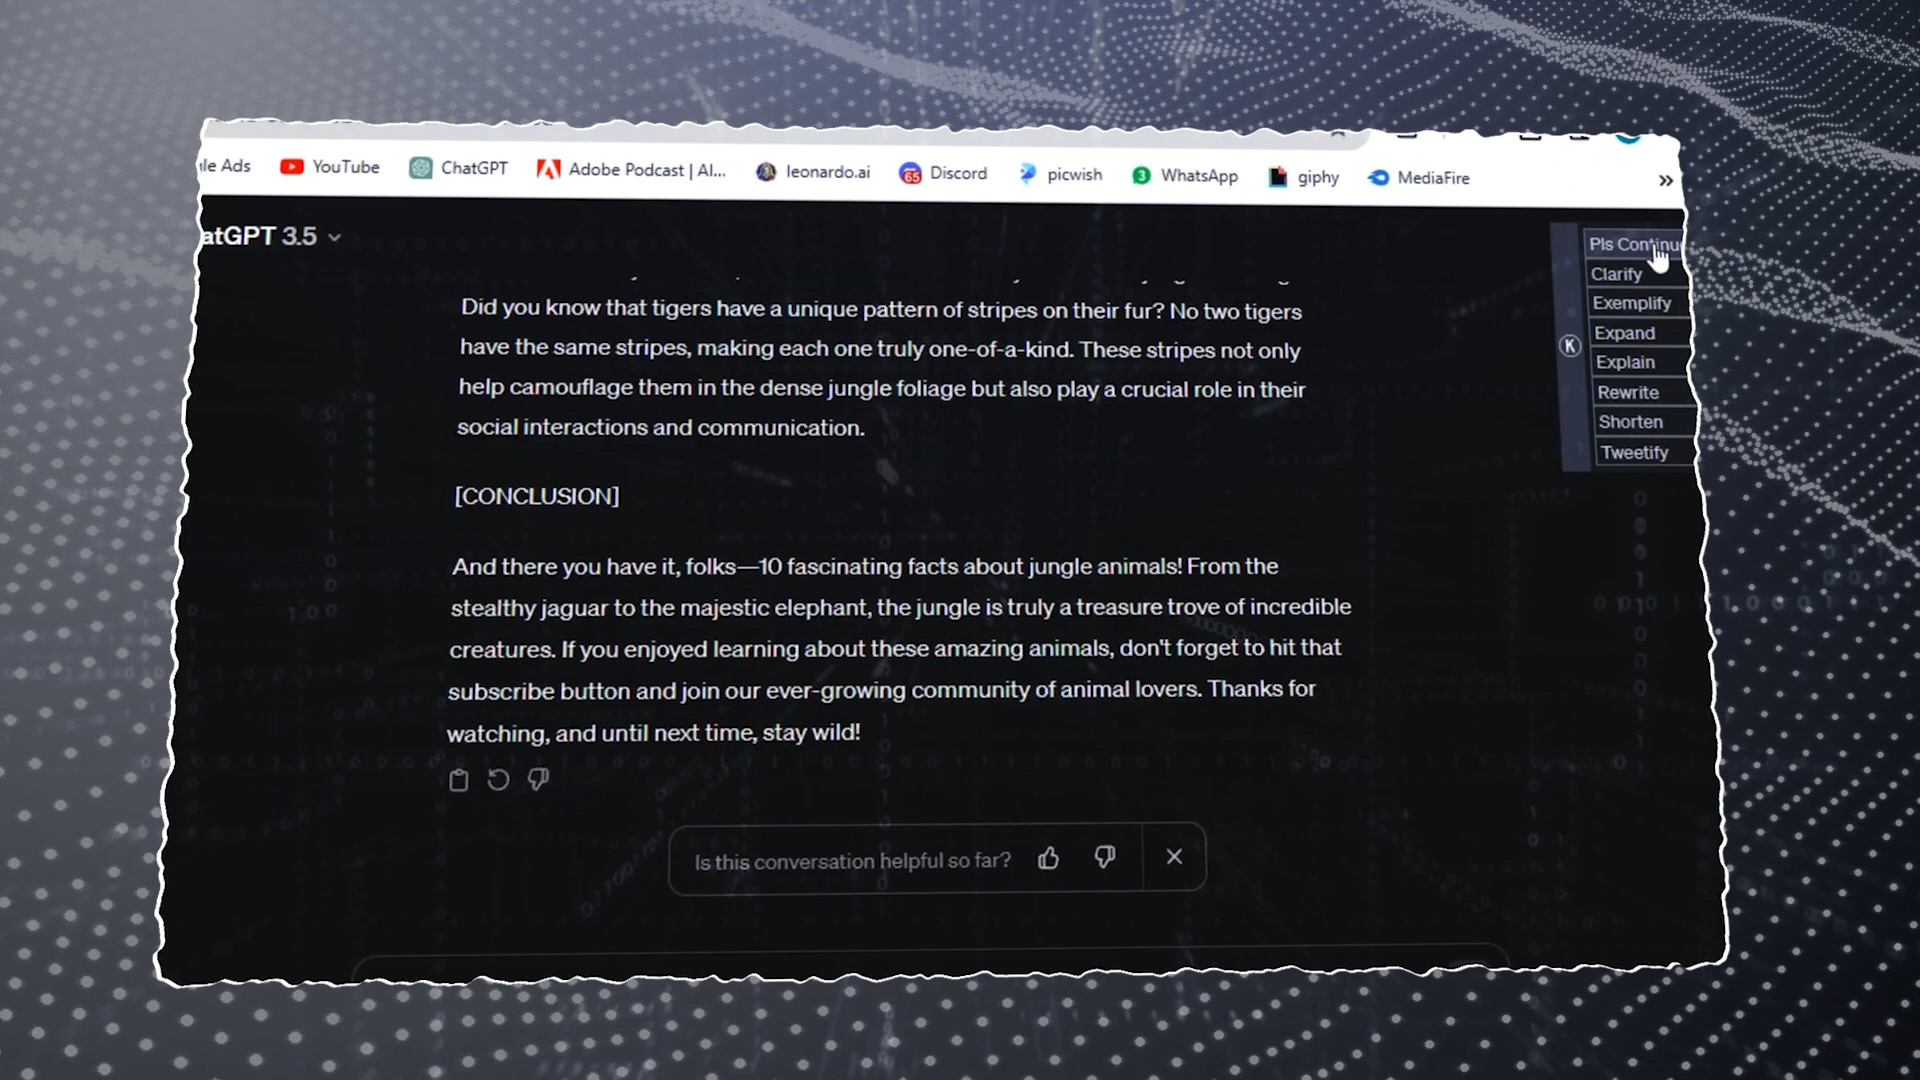 le Ads YouTube ChatGPT Adobe Podcast | AI... leonardo.ai 65 Discord picwish 3 WhatsApp giphy MediaFire »
atGPT 3.5
Pls Continu
Clarify
Exemplify
Expand
K
Explain
Rewrite
Shorten
Tweetify
Did you know that tigers have a unique pattern of stripes on their fur? No two tigers
have the same stripes, making each one truly one-of-a-kind. These stripes not only
help camouflage them in the dense jungle foliage but also play a crucial role in their
social interactions and communication.
[CONCLUSION]
And there you have it, folks—10 fascinating facts about jungle animals! From the
stealthy jaguar to the majestic elephant, the jungle is truly a treasure trove of incredible
creatures. If you enjoyed learning about these amazing animals, don't forget to hit that
subscribe button and join our ever-growing community of animal lovers. Thanks for
watching, and until next time, stay wild!
Is this conversation helpful so far?